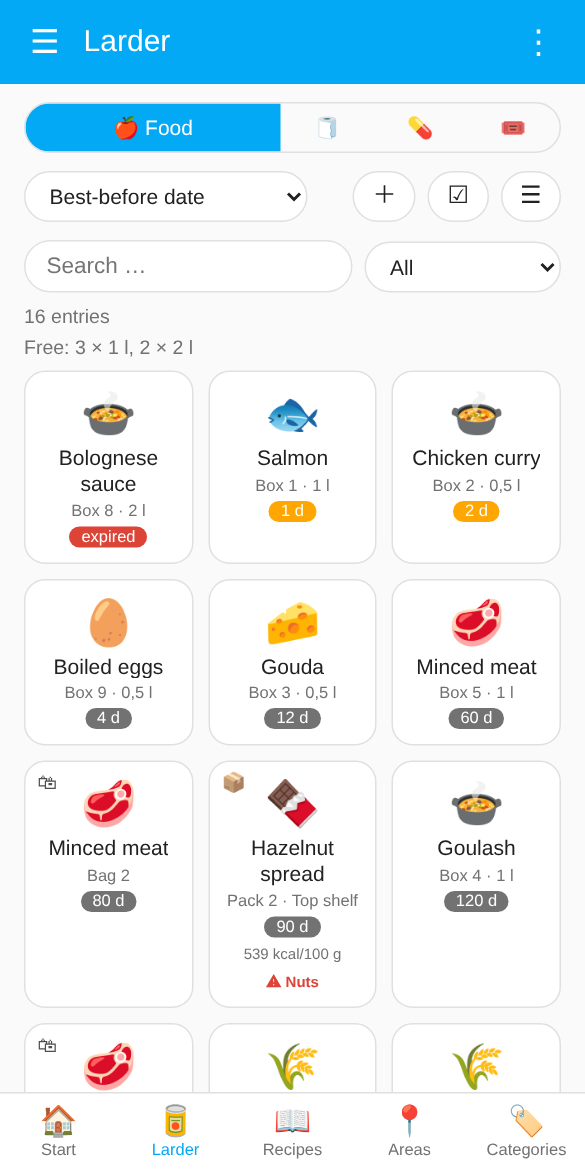 Larder
Food
Best-before date
Search …
All
16 entries
Free: 3 × 1 l, 2 × 2 l
Bolognese
sauce
Box 8 · 2 l
expired
Salmon
Box 1 · 1 l
1 d
Chicken curry
Box 2 · 0,5 l
2 d
Boiled eggs
Box 9 · 0,5 l
4 d
Gouda
Box 3 · 0,5 l
12 d
Minced meat
Box 5 · 1 l
60 d
Minced meat
Bag 2
80 d
Hazelnut
spread
Pack 2 · Top shelf
90 d
539 kcal/100 g
Nuts
Goulash
Box 4 · 1 l
120 d
Start
Larder
Recipes
Areas
Categories